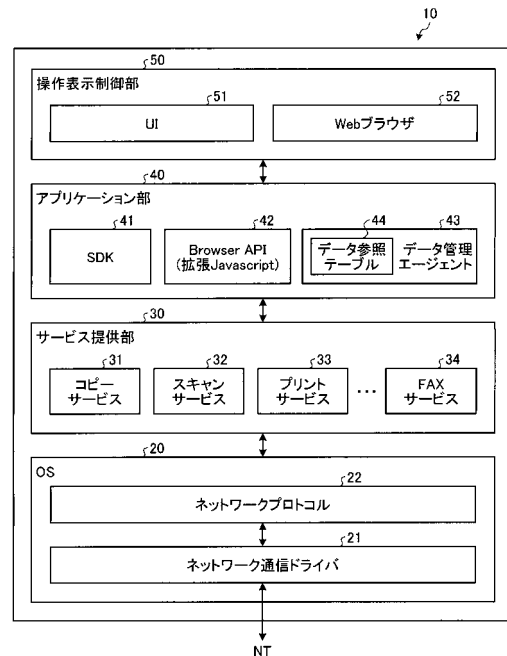 10
50
操作表示制御部
51
UI
52
Webブラウザ
40
アプリケーション部
41
SDK
42
Browser API
(拡張Javascript)
44
データ参照
テーブル
43
データ管理
エージェント
30
サービス提供部
31
コピー
サービス
32
スキャン
サービス
33
プリント
サービス
…
34
FAX
サービス
20
OS
22
ネットワークプロトコル
21
ネットワーク通信ドライバ
NT